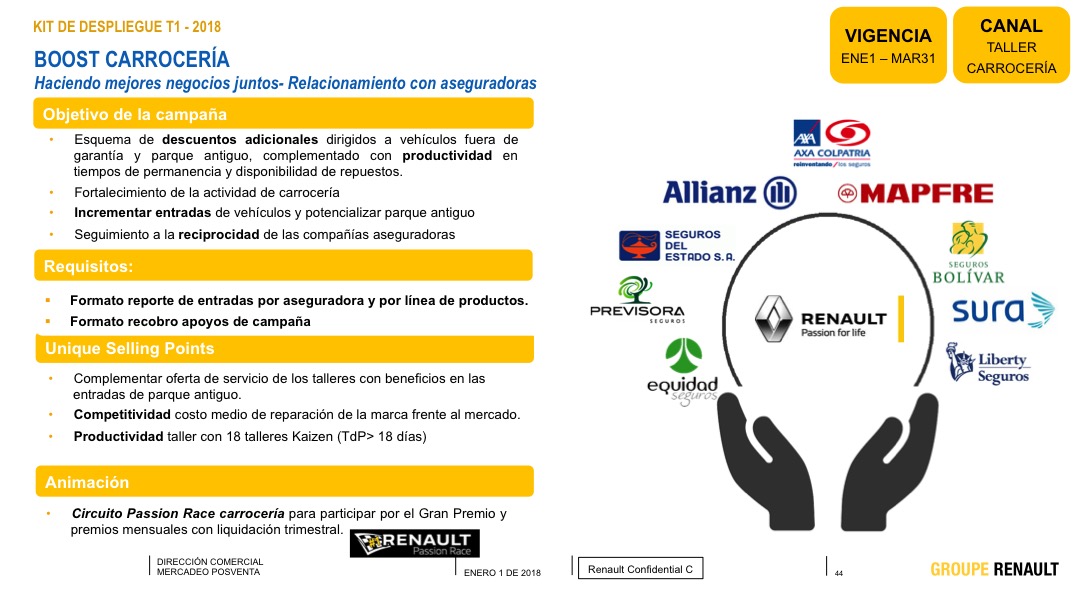 KIT DE DESPLIEGUE T1 - 2018
BOOST CARROCERÍA
Haciendo mejores negocios juntos- Relacionamiento con aseguradoras
VIGENCIA
ENE1 – MAR31
CANAL
TALLER
CARROCERÍA
Objetivo de la campaña
• Esquema de descuentos adicionales dirigidos a vehículos fuera de
garantía y parque antiguo, complementado con productividad en
tiempos de permanencia y disponibilidad de repuestos.
• Fortalecimiento de la actividad de carrocería
• Incrementar entradas de vehículos y potencializar parque antiguo
• Seguimiento a la reciprocidad de las compañías aseguradoras
Requisitos:
▪ Formato reporte de entradas por aseguradora y por línea de productos.
▪ Formato recobro apoyos de campaña
Unique Selling Points
• Complementar oferta de servicio de los talleres con beneficios en las
entradas de parque antiguo.
• Competitividad costo medio de reparación de la marca frente al mercado.
• Productividad taller con 18 talleres Kaizen (TdP> 18 días)
Animación
• Circuito Passion Race carrocería para participar por el Gran Premio y
premios mensuales con liquidación trimestral.
RENAULT
Passion Race
AXA
AXA COLPATRIA
reinventando / los seguros
Allianz
MAPFRE
SEGUROS
DEL
ESTADO S.A.
SEGUROS
BOLÍVAR
PREVISORA
SEGUROS
RENAULT
Passion for life
sura
equidad
seguros
Liberty
Seguros
DIRECCIÓN COMERCIAL
MERCADEO POSVENTA
ENERO 1 DE 2018
Renault Confidential C
44
GROUPE RENAULT